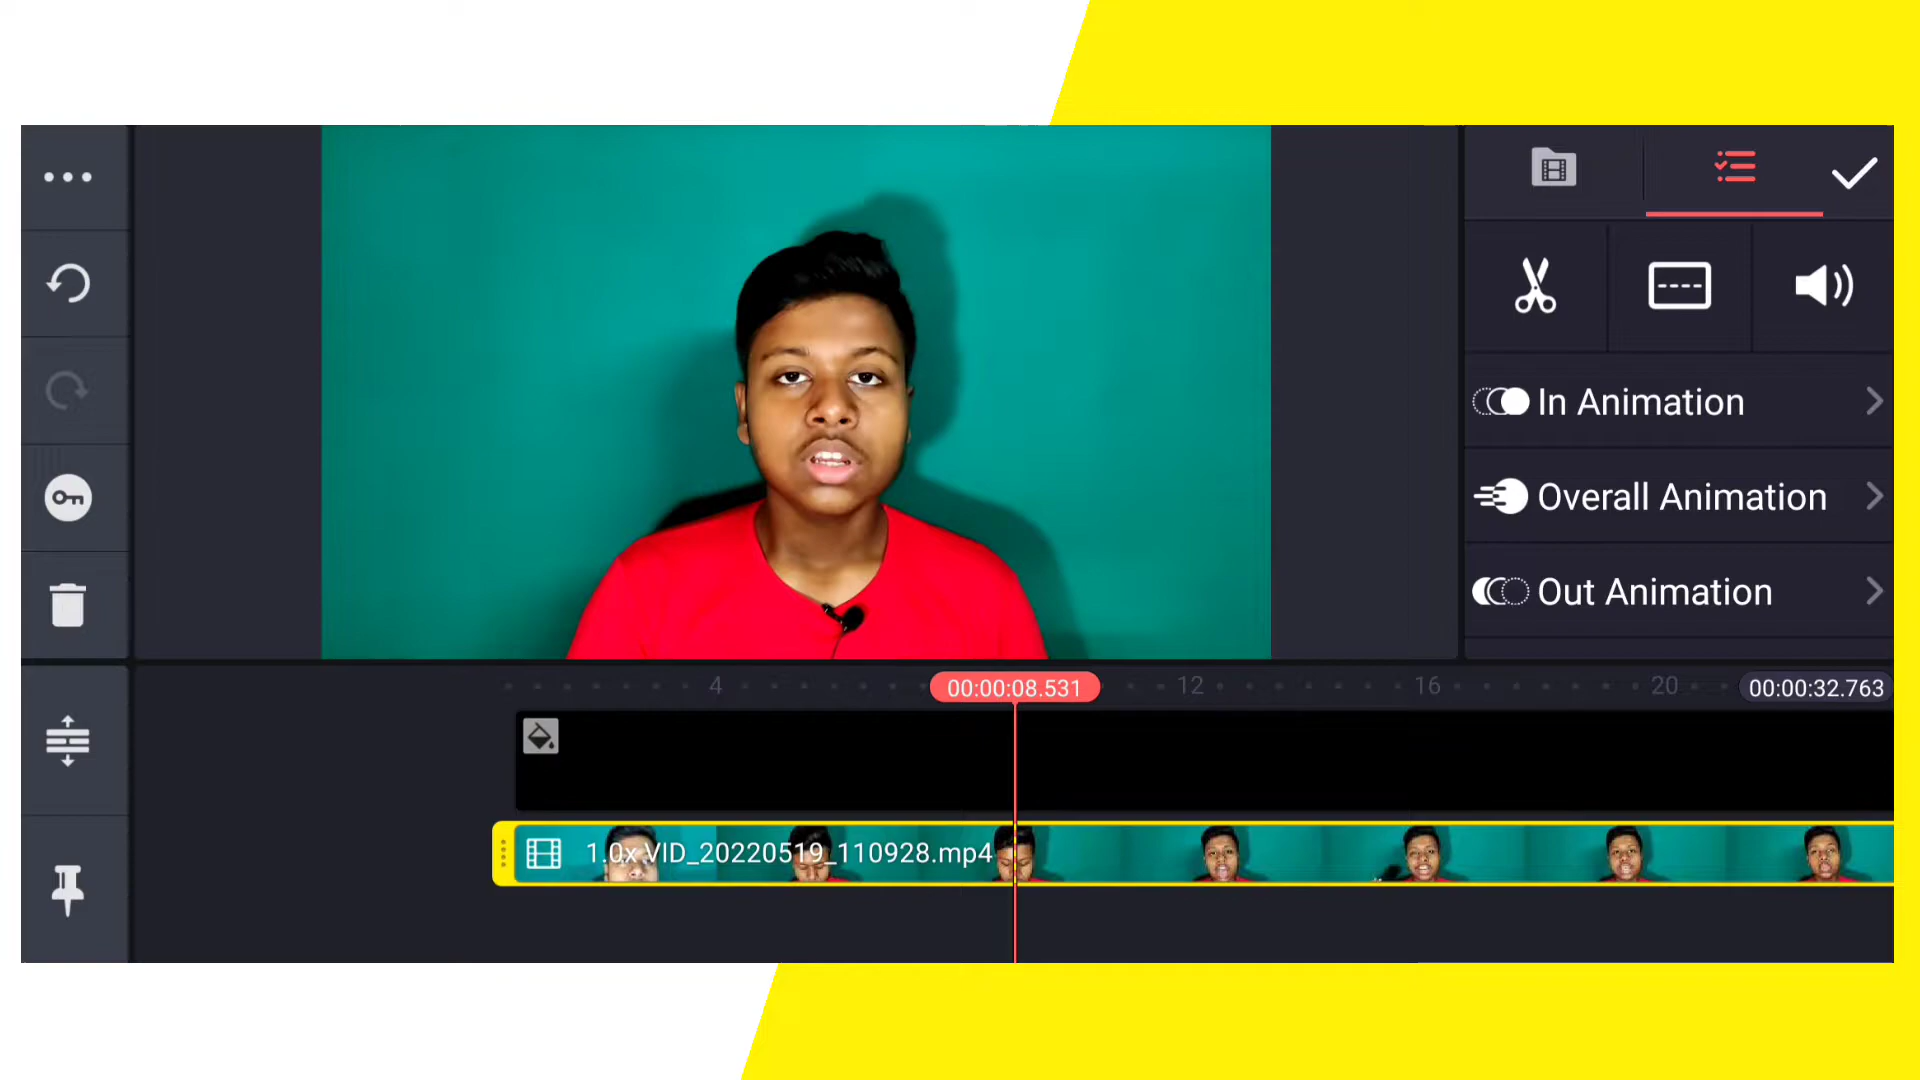 In Animation
Overall Animation
Out Animation
4
00:00:08.531
12
16
20
00:00:32.763
1.0x VID_20220519_110928.mp4